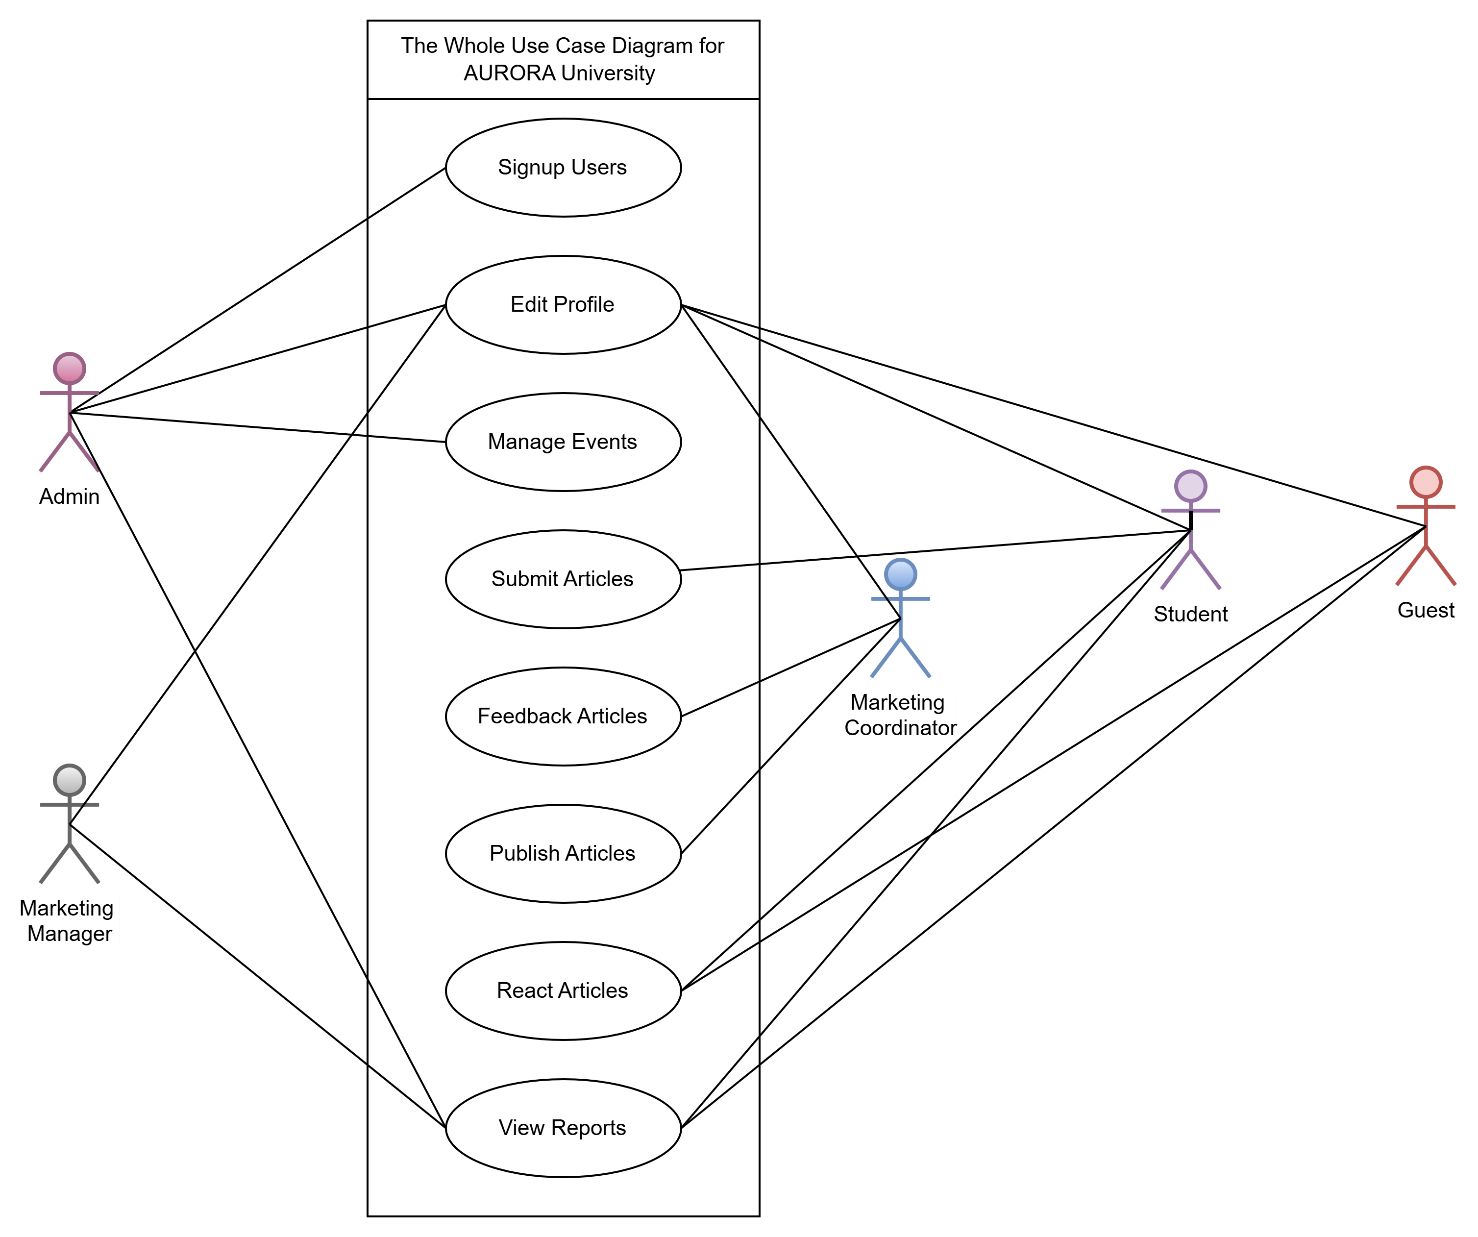 The Whole Use Case Diagram for
AURORA University
Signup Users
Edit Profile
Manage Events
Admin
Submit Articles
Student
Guest
Feedback Articles
Marketing
Coordinator
Publish Articles
Marketing
Manager
React Articles
View Reports